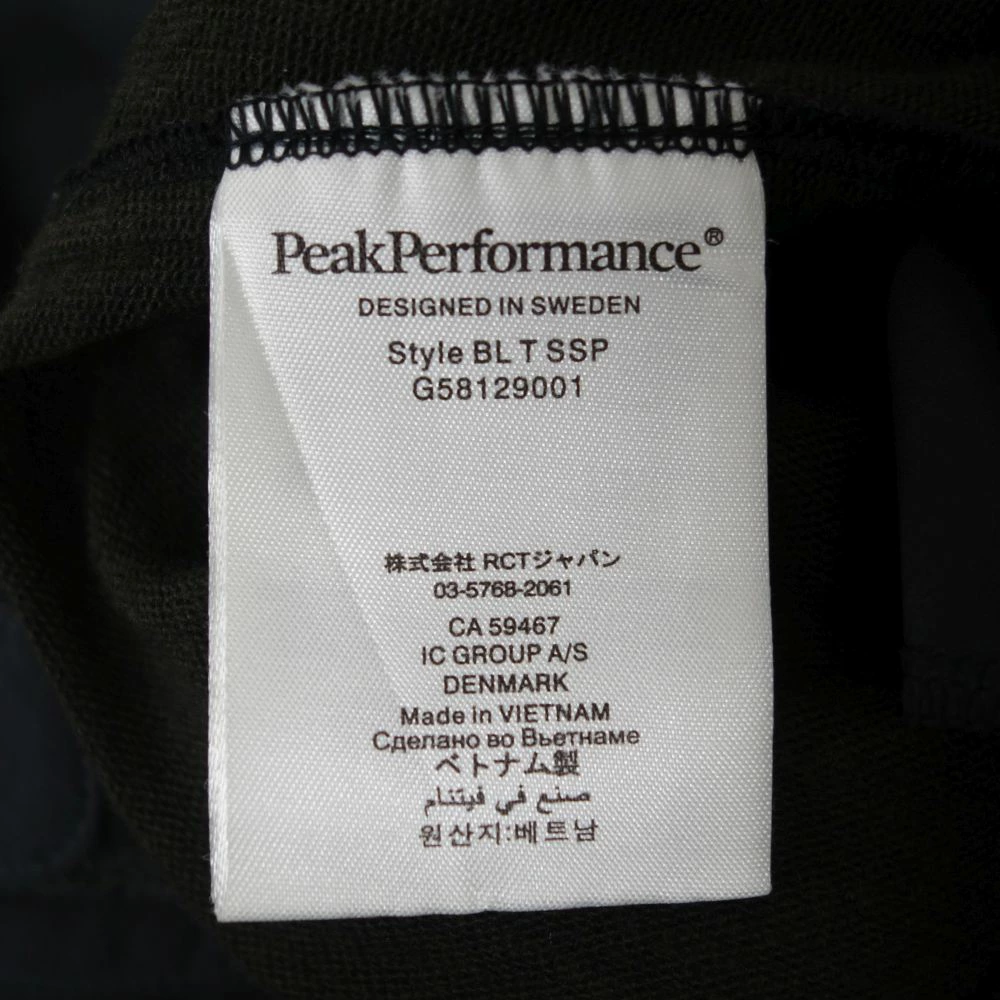 PeakPerformance®
DESIGNED IN SWEDEN
Style BL T SSP
G58129001
株式会社 RCTジャパン
03-5768-2061
CA 59467
IC GROUP A/S
DENMARK
Made in VIETNAM
Сделано во Вьетнаме
ベトナム製
صنع في فيتنام
원산지:베트남